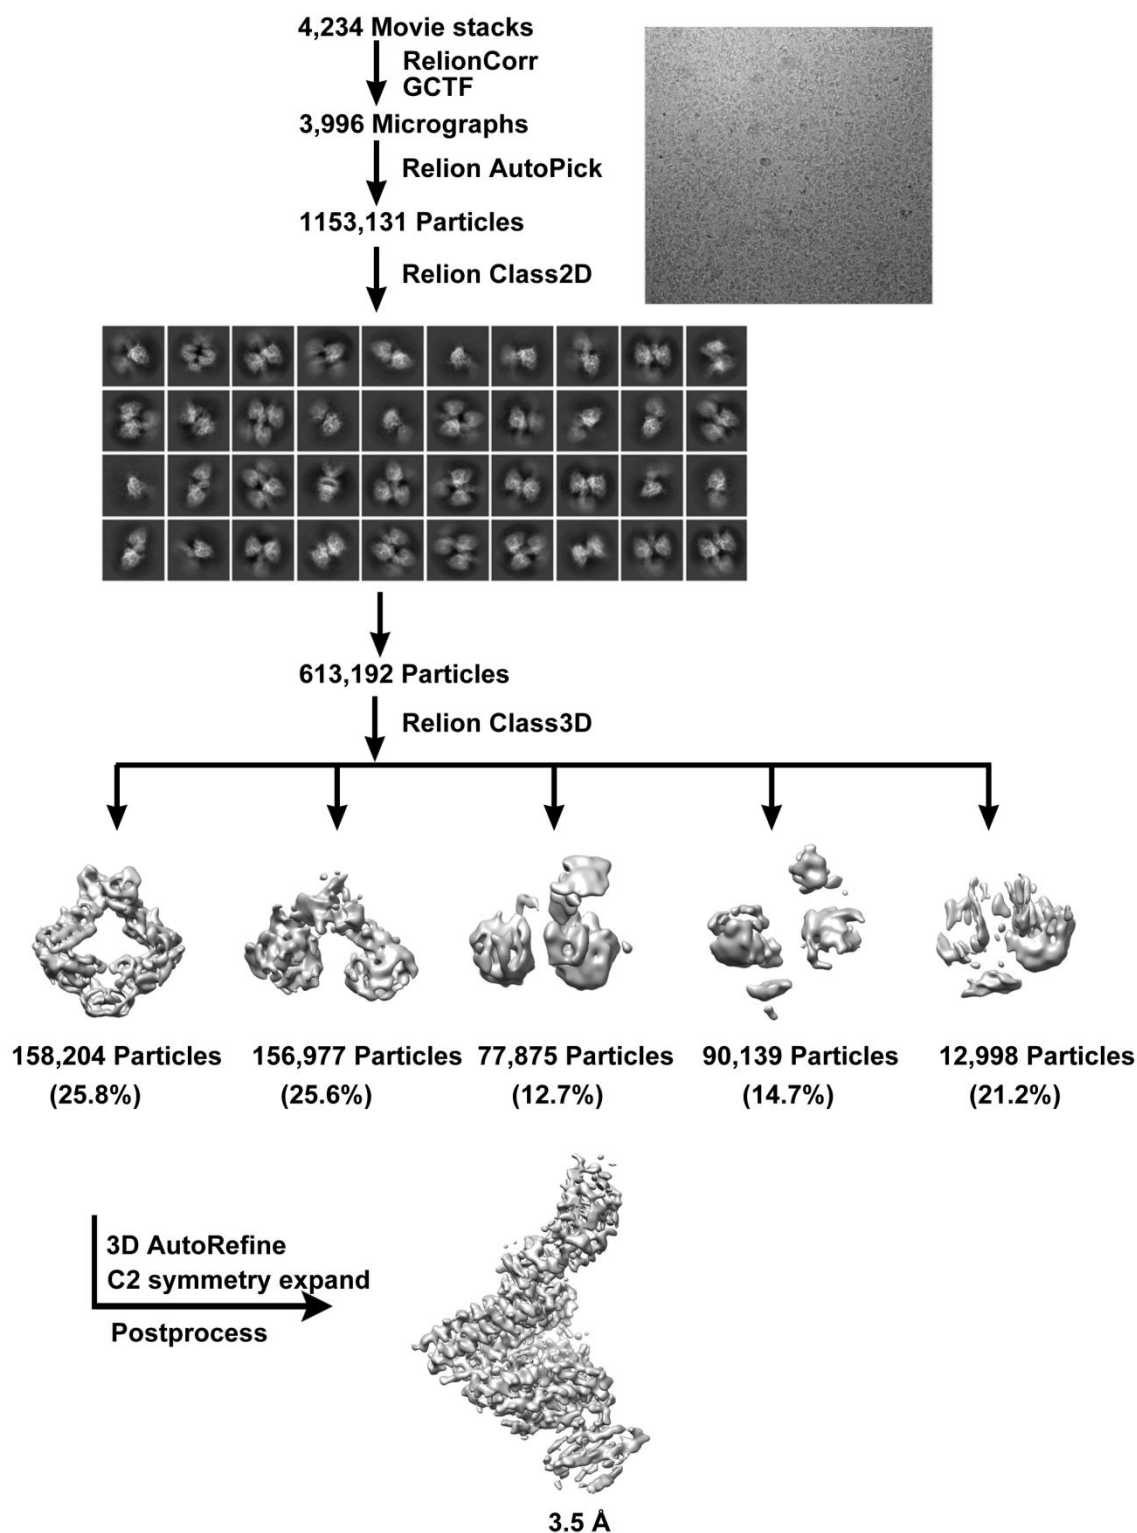 4,234 Movie stacks
RelionCorr
GCTF
3,996 Micrographs
Relion AutoPick
1153,131 Particles
Relion Class2D
613,192 Particles
Relion Class3D
158,204 Particles
(25.8%)
156,977 Particles
(25.6%)
77,875 Particles
(12.7%)
90,139 Particles
(14.7%)
12,998 Particles
(21.2%)
3D AutoRefine
C2 symmetry expand
Postprocess
3.5 Å